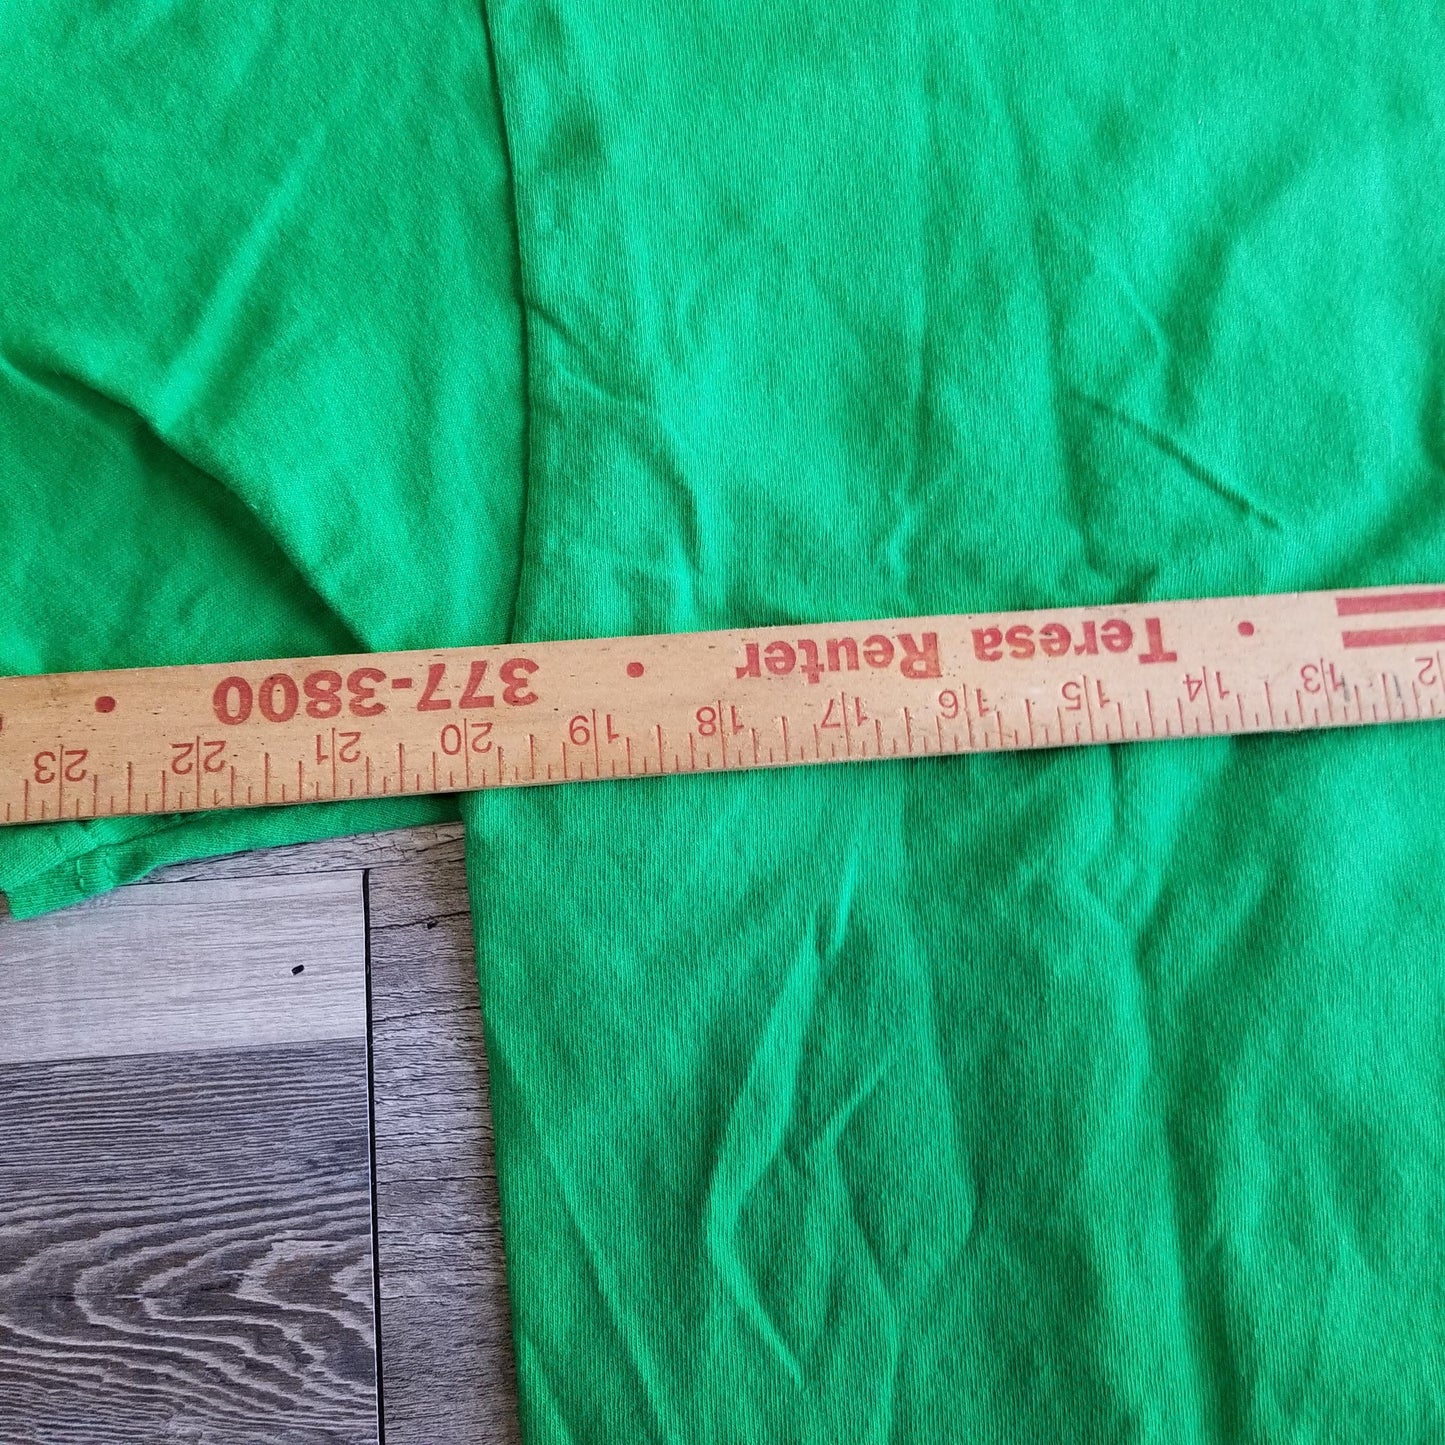 Teresa Reuter • 377-3800 •
12 13 14 15 16 17 18 19 20 21 22 23